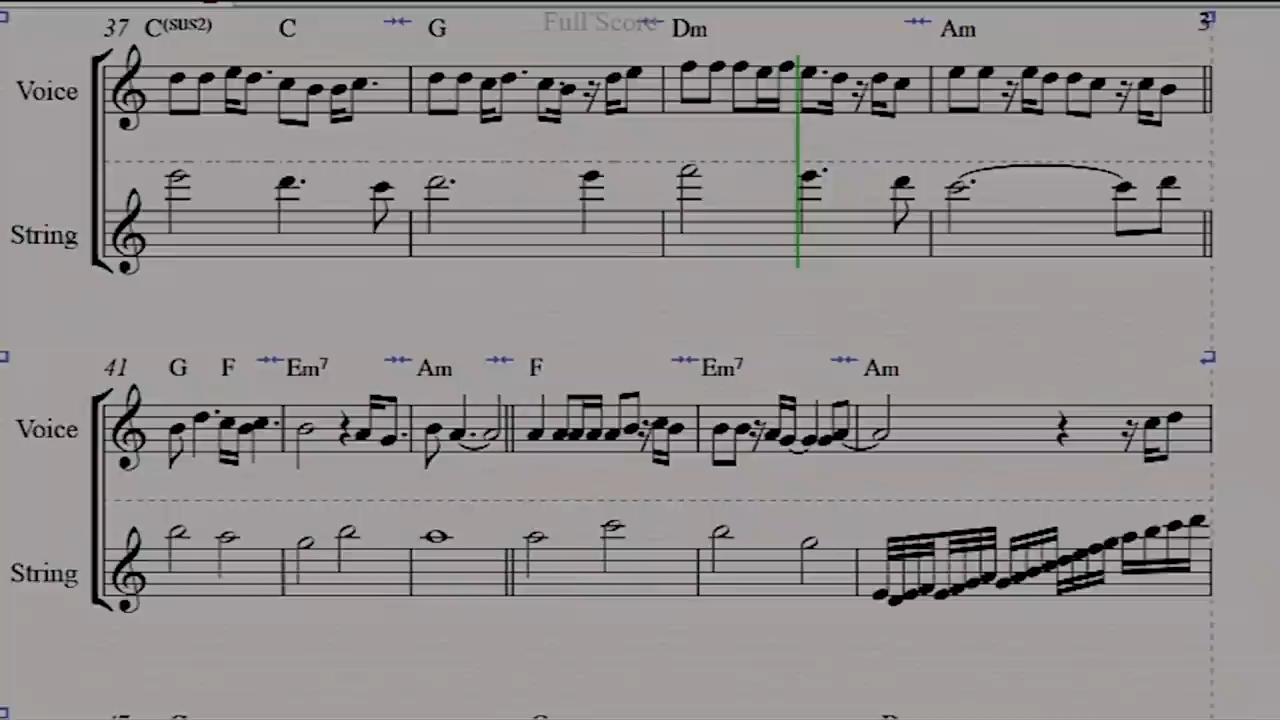 Full Score
3
37 C(sus2) C G Dm Am
Voice
String
41 G F Em7 Am F Em7 Am
Voice
String